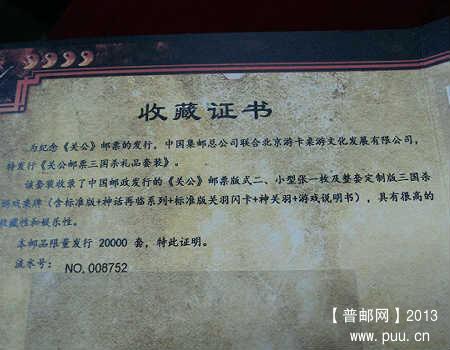 收藏证书
为纪念《关公》邮票的发行，中国集邮总公司联合北京游卡桌游文化发展有限公司，
特发行《关公邮票三国杀礼品套装》。
该套装收录了中国邮政发行的《关公》邮票版式二、小型张一枚及整套定制版三国杀
游戏桌牌（含标准版+神话再临系列+标准版关羽闪卡+神关羽+游戏说明书），具有很高的
收藏性和娱乐性。
本邮品限量发行 20000 套，特此证明。
流水号： NO. 008752
【普邮网】2013
www.puu.cn